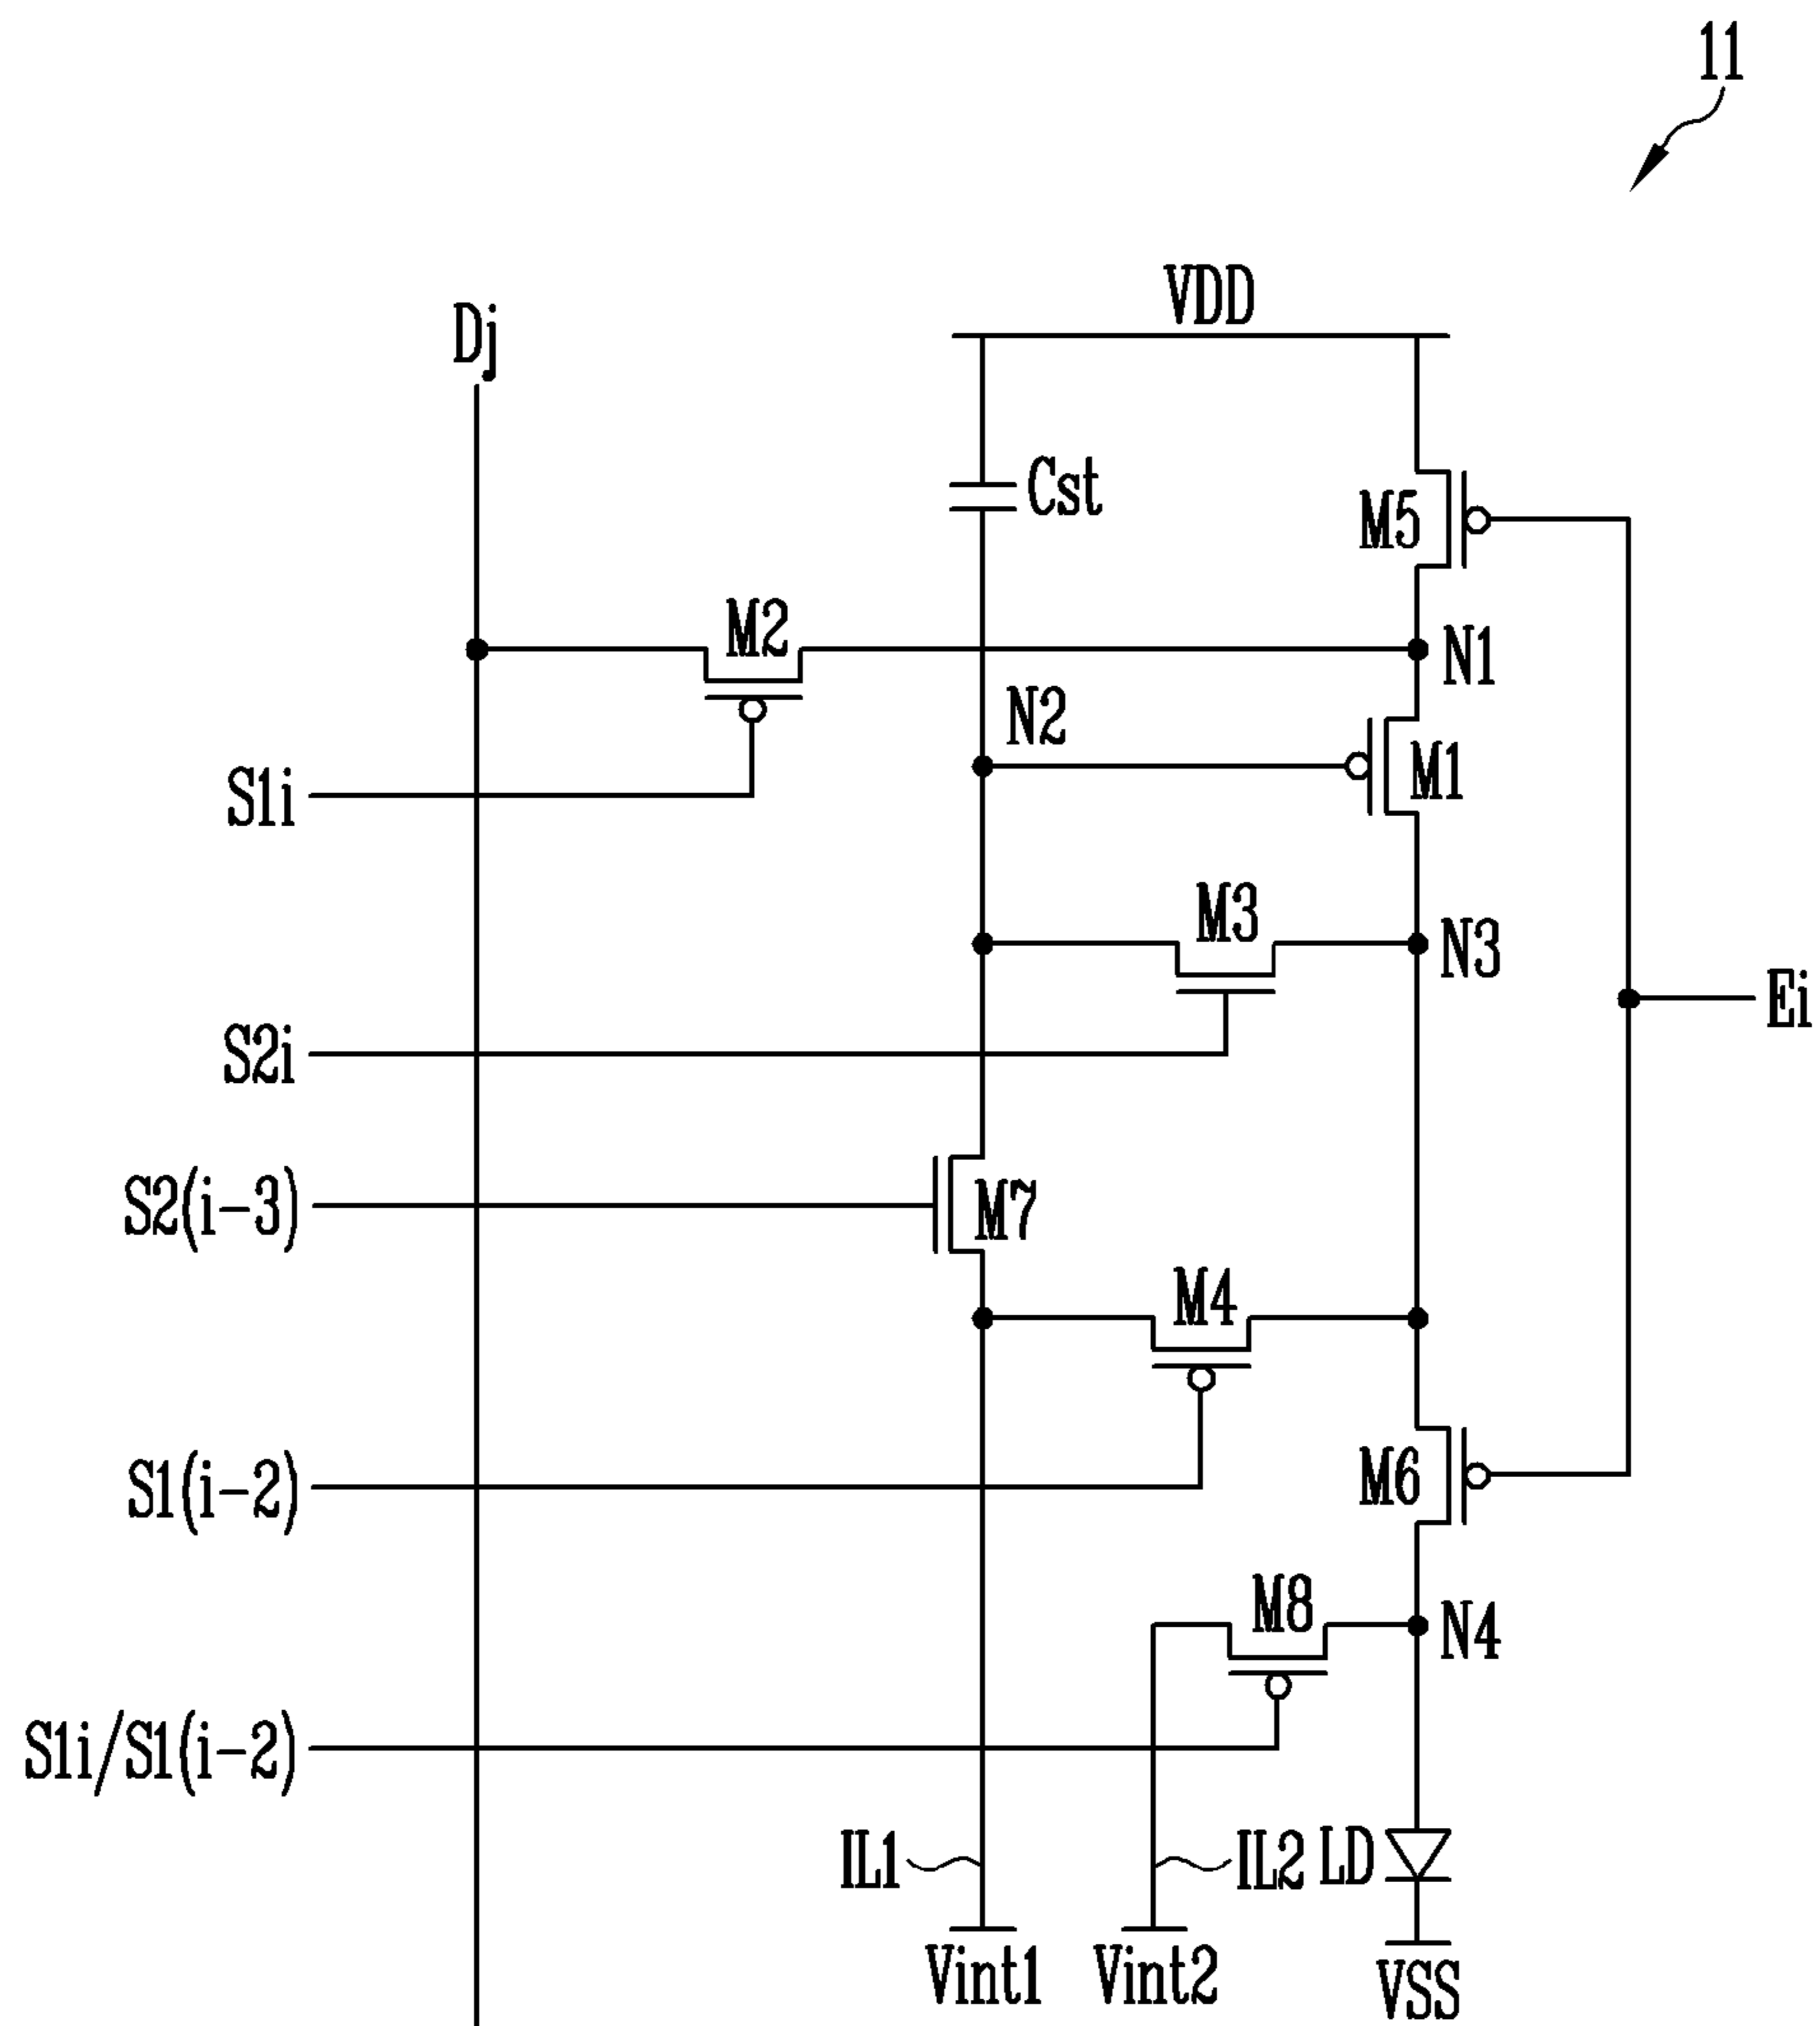 11
VDD
Dj
Cst
M5
M2
N1
N2
M1
S1i
M3
N3
Ei
S2i
S2(i-3)
M7
M4
S1(i-2)
M6
M8
N4
S1i/S1(i-2)
IL1
IL2
LD
Vint1
Vint2
VSS